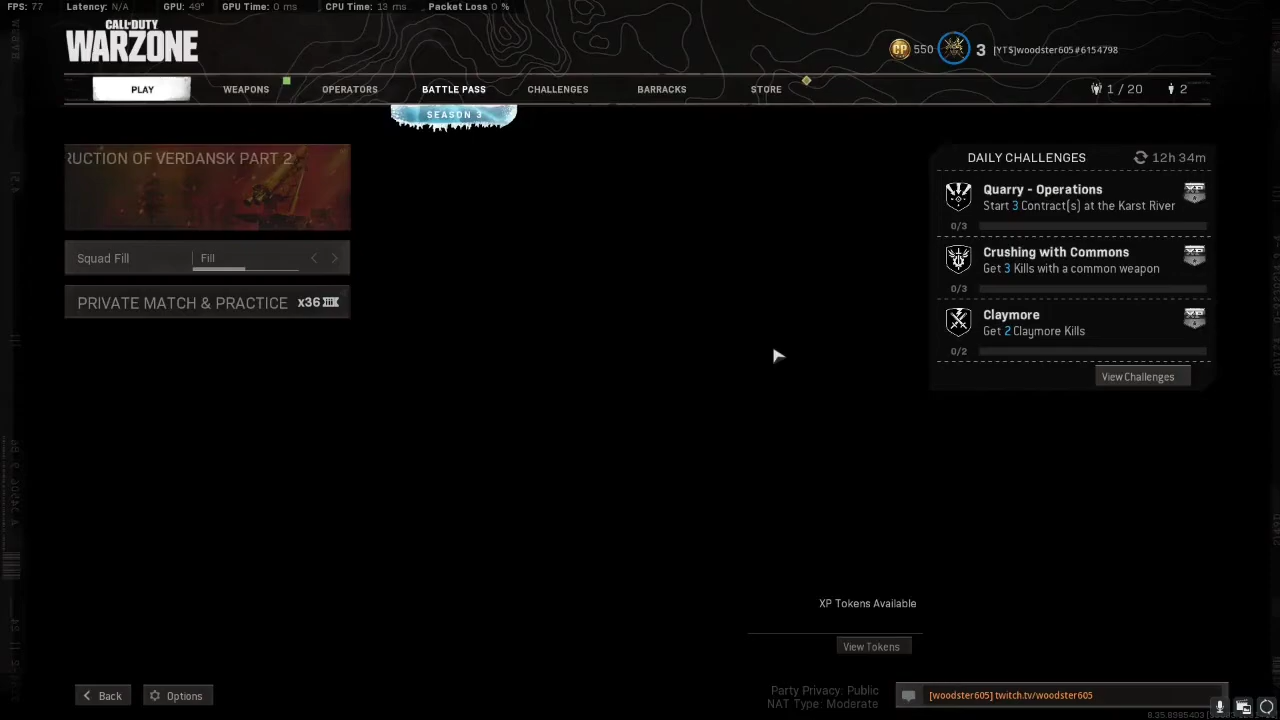 FPS: 77 Latency: N/A GPU: 49° GPU Time: 0 ms CPU Time: 13 ms Packet Loss 0 %
CALL OF DUTY
WARZONE
CP 550 3 [YTS]woodster605#6154798
PLAY WEAPONS OPERATORS BATTLE PASS CHALLENGES BARRACKS STORE 1 / 20 2
SEASON 3
RUCTION OF VERDANSK PART 2
Squad Fill Fill
PRIVATE MATCH & PRACTICE x36
DAILY CHALLENGES 12h 34m
Quarry - Operations XP
Start 3 Contract(s) at the Karst River
0/3
Crushing with Commons XP
Get 3 Kills with a common weapon
0/3
Claymore XP
Get 2 Claymore Kills
0/2
View Challenges
XP Tokens Available
View Tokens
Back Options
Party Privacy: Public
NAT Type: Moderate
[woodster605] twitch.tv/woodster605